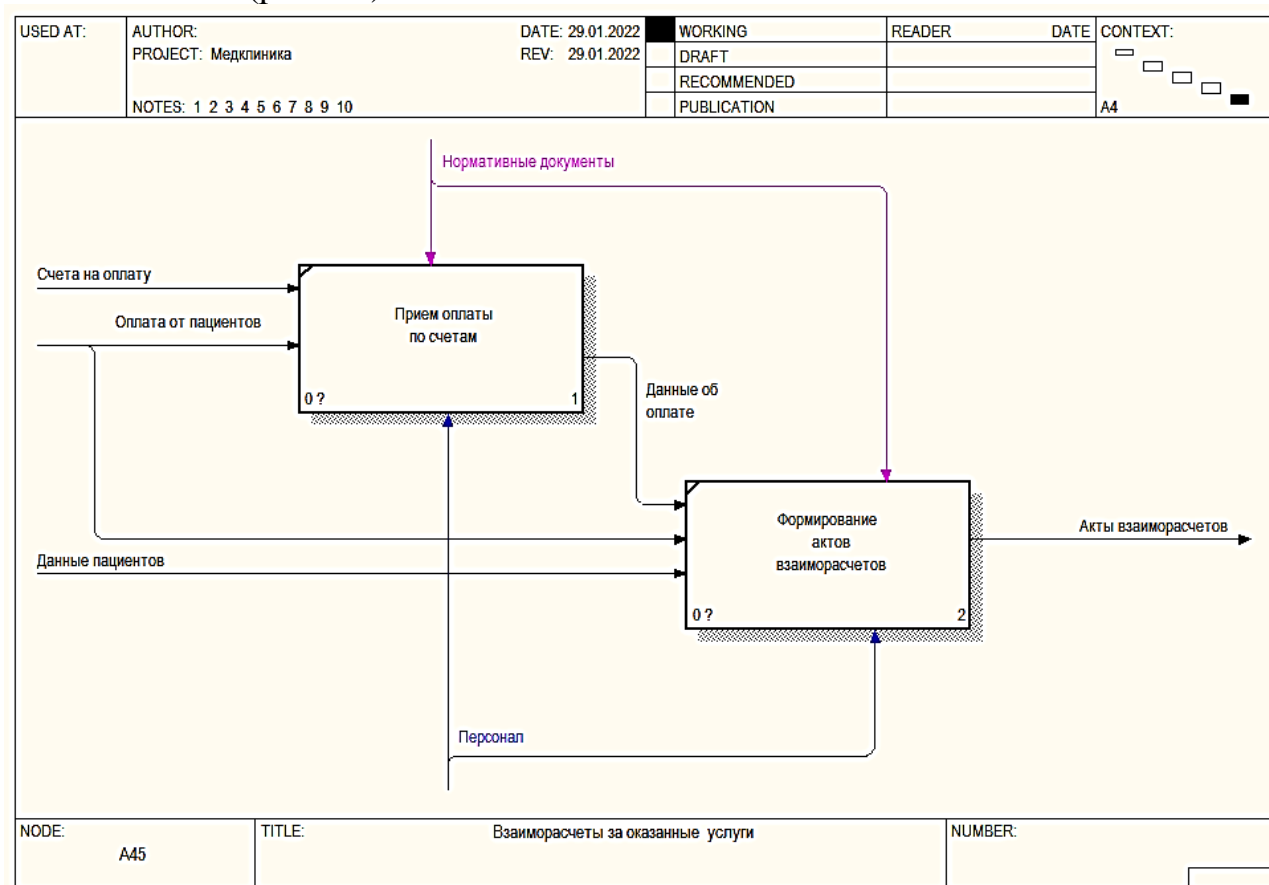 USED AT:
AUTHOR:
DATE: 29.01.2022
WORKING
READER
DATE
CONTEXT:
PROJECT: Медклиника
REV: 29.01.2022
DRAFT
RECOMMENDED
NOTES: 1 2 3 4 5 6 7 8 9 10
PUBLICATION
A4
Нормативные документы
Счета на оплату
Оплата от пациентов
Прием оплаты
по счетам
0 ?
1
Данные об
оплате
Формирование
актов
взаиморасчетов
0 ?
2
Акты взаиморасчетов
Данные пациентов
Персонал
NODE:
A45
TITLE:
Взаиморасчеты за оказанные услуги
NUMBER: